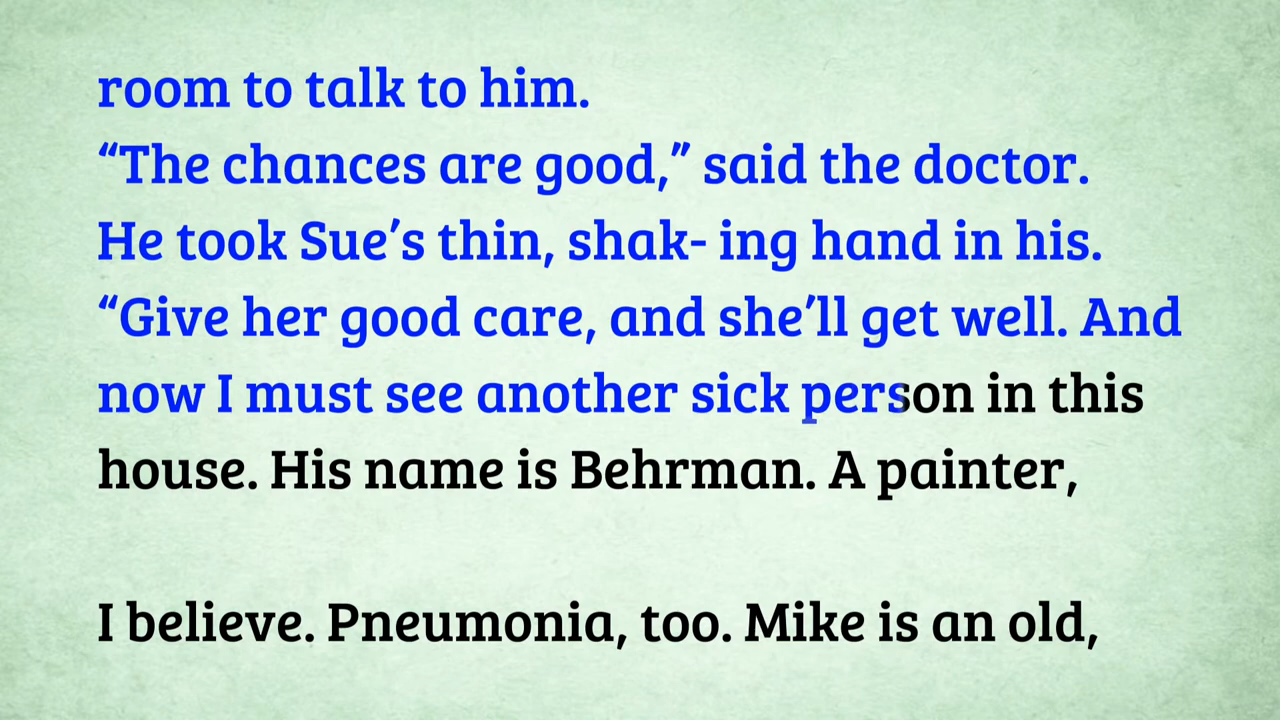 room to talk to him.
“The chances are good,” said the doctor.
He took Sue’s thin, shak- ing hand in his.
“Give her good care, and she’ll get well. And
now I must see another sick person in this
house. His name is Behrman. A painter,
I believe. Pneumonia, too. Mike is an old,